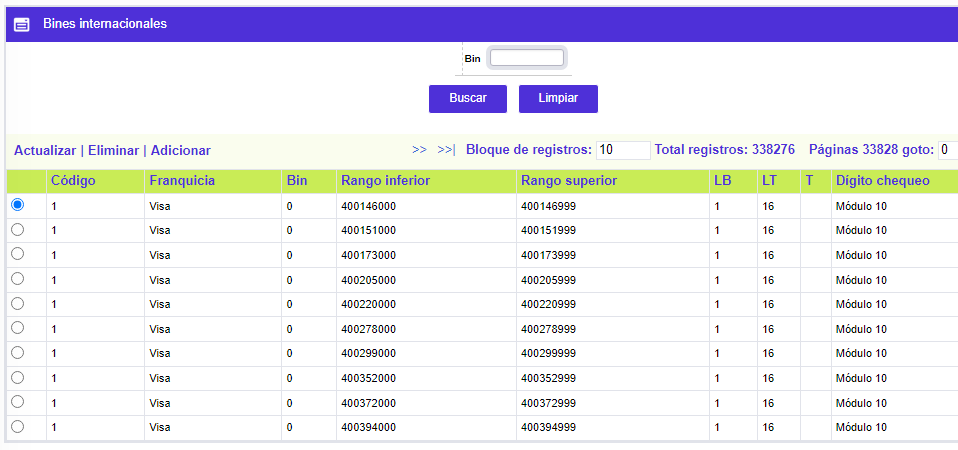 Bines internacionales
Bin
Buscar Limpiar
Actualizar | Eliminar | Adicionar >> >>| Bloque de registros: 10 Total registros: 338276 Páginas 33828 goto: 0
Código Franquicia Bin Rango inferior Rango superior LB LT T Dígito chequeo
1 Visa 0 400146000 400146999 1 16 Módulo 10
1 Visa 0 400151000 400151999 1 16 Módulo 10
1 Visa 0 400173000 400173999 1 16 Módulo 10
1 Visa 0 400205000 400205999 1 16 Módulo 10
1 Visa 0 400220000 400220999 1 16 Módulo 10
1 Visa 0 400278000 400278999 1 16 Módulo 10
1 Visa 0 400299000 400299999 1 16 Módulo 10
1 Visa 0 400352000 400352999 1 16 Módulo 10
1 Visa 0 400372000 400372999 1 16 Módulo 10
1 Visa 0 400394000 400394999 1 16 Módulo 10